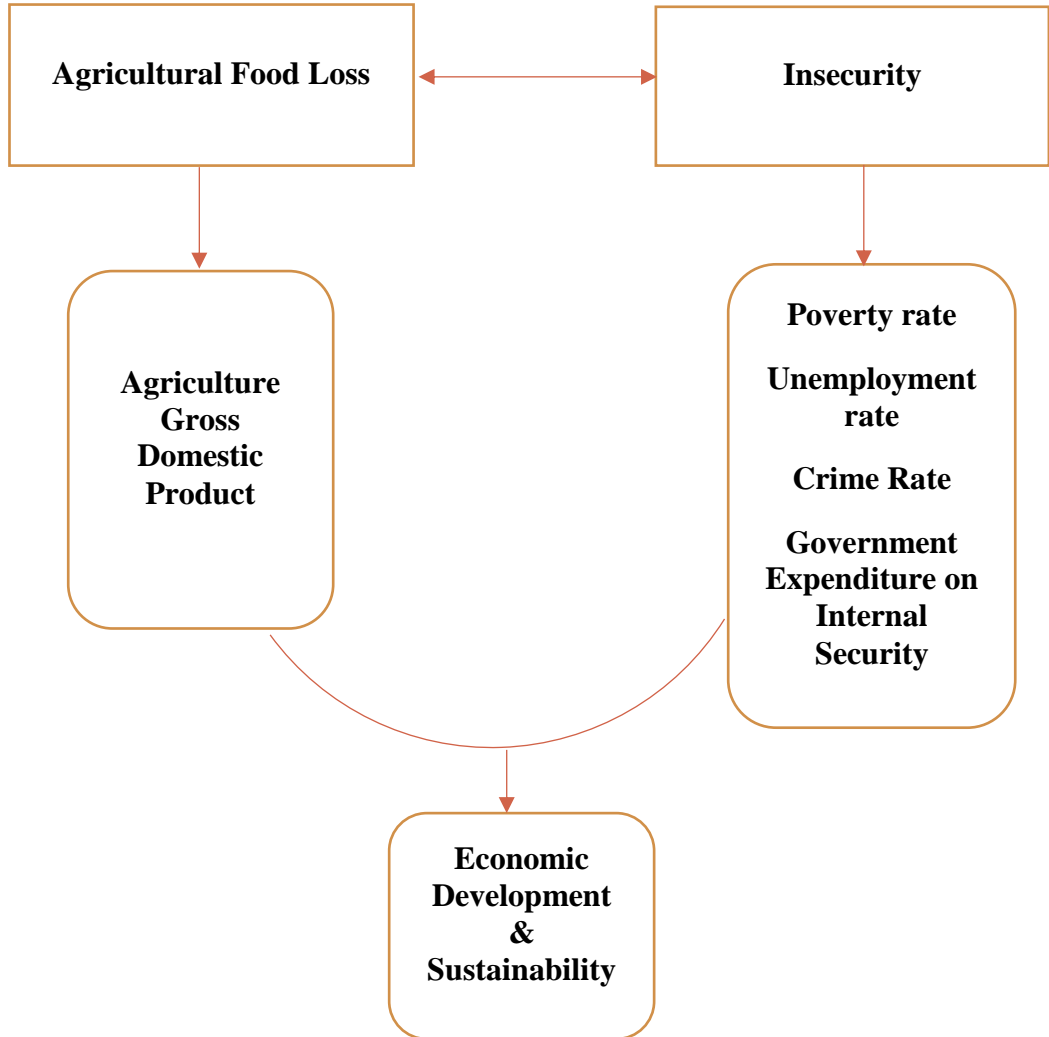 Agricultural Food Loss
Insecurity
Agriculture
Gross
Domestic
Product
Poverty rate
Unemployment
rate
Crime Rate
Government
Expenditure on
Internal
Security
Economic
Development
&
Sustainability